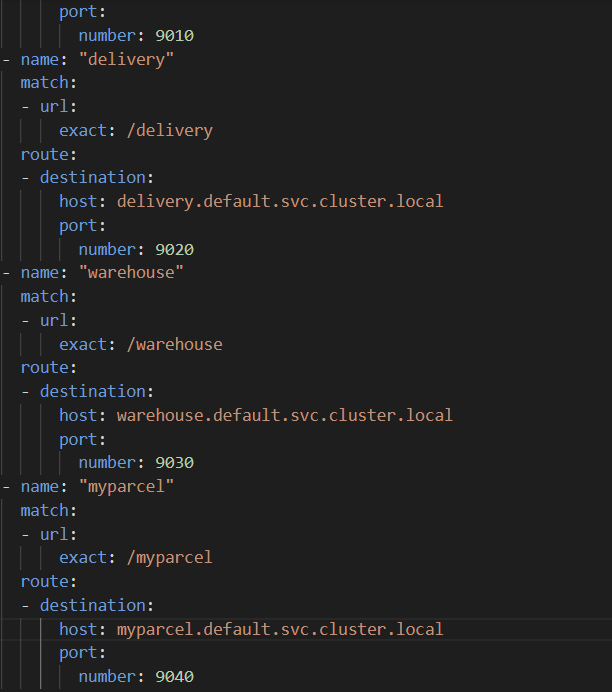 port:
number: 9010
- name: "delivery"
match:
- url:
exact: /delivery
route:
- destination:
host: delivery.default.svc.cluster.local
port:
number: 9020
- name: "warehouse"
match:
- url:
exact: /warehouse
route:
- destination:
host: warehouse.default.svc.cluster.local
port:
number: 9030
- name: "myparcel"
match:
- url:
exact: /myparcel
route:
- destination:
host: myparcel.default.svc.cluster.local
port:
number: 9040